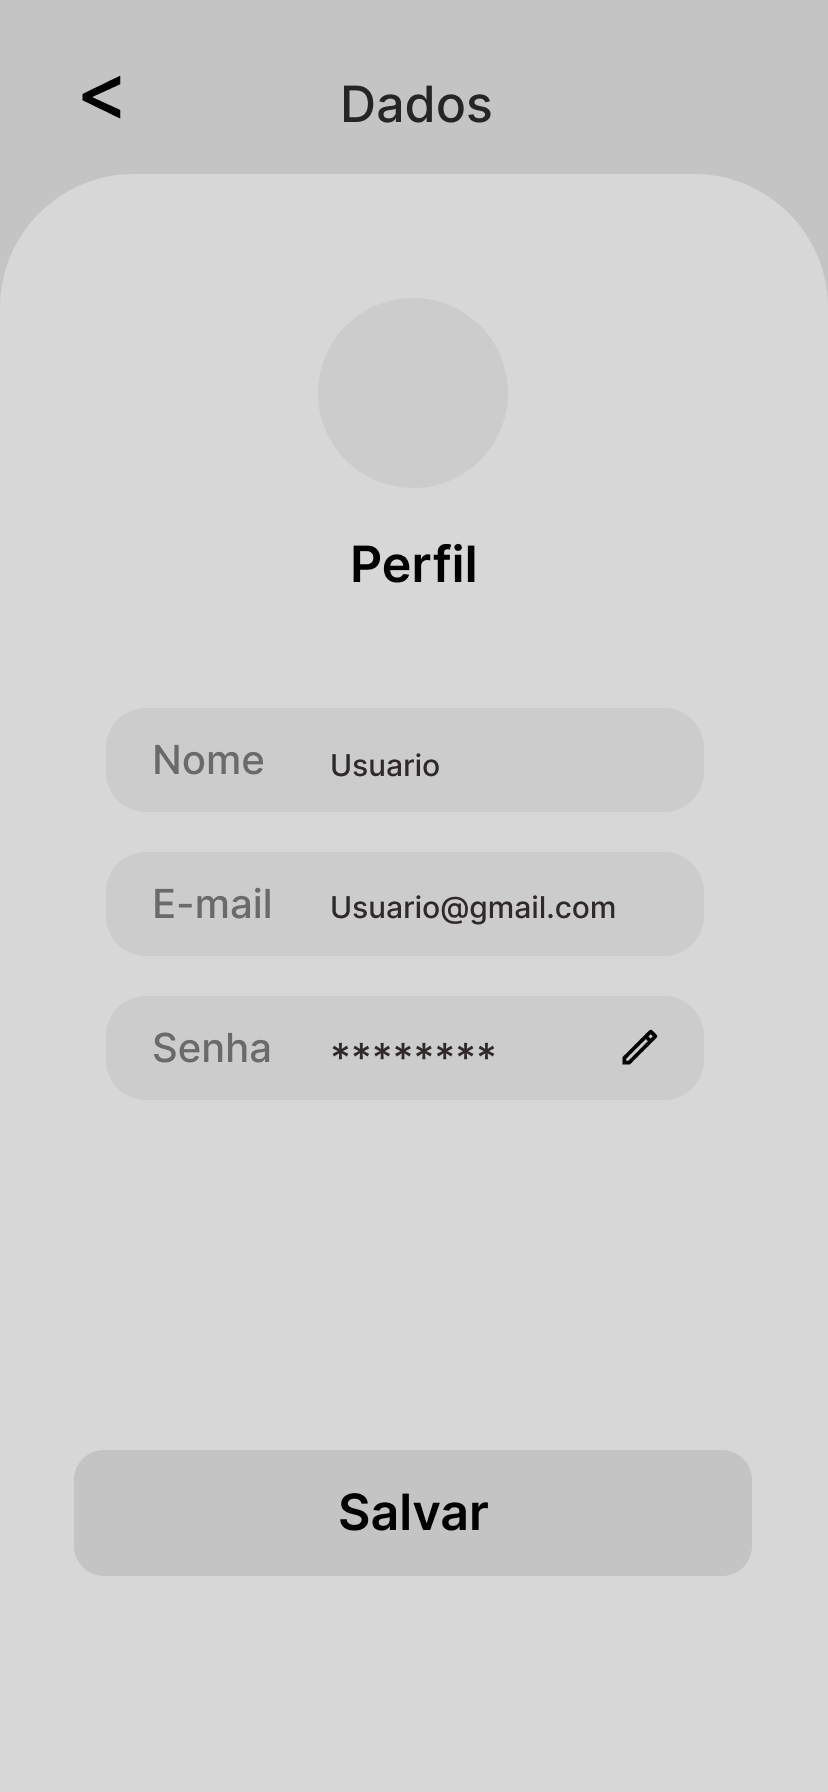 <
Dados
Perfil
Nome Usuario
E-mail Usuario@gmail.com
Senha ********
Salvar